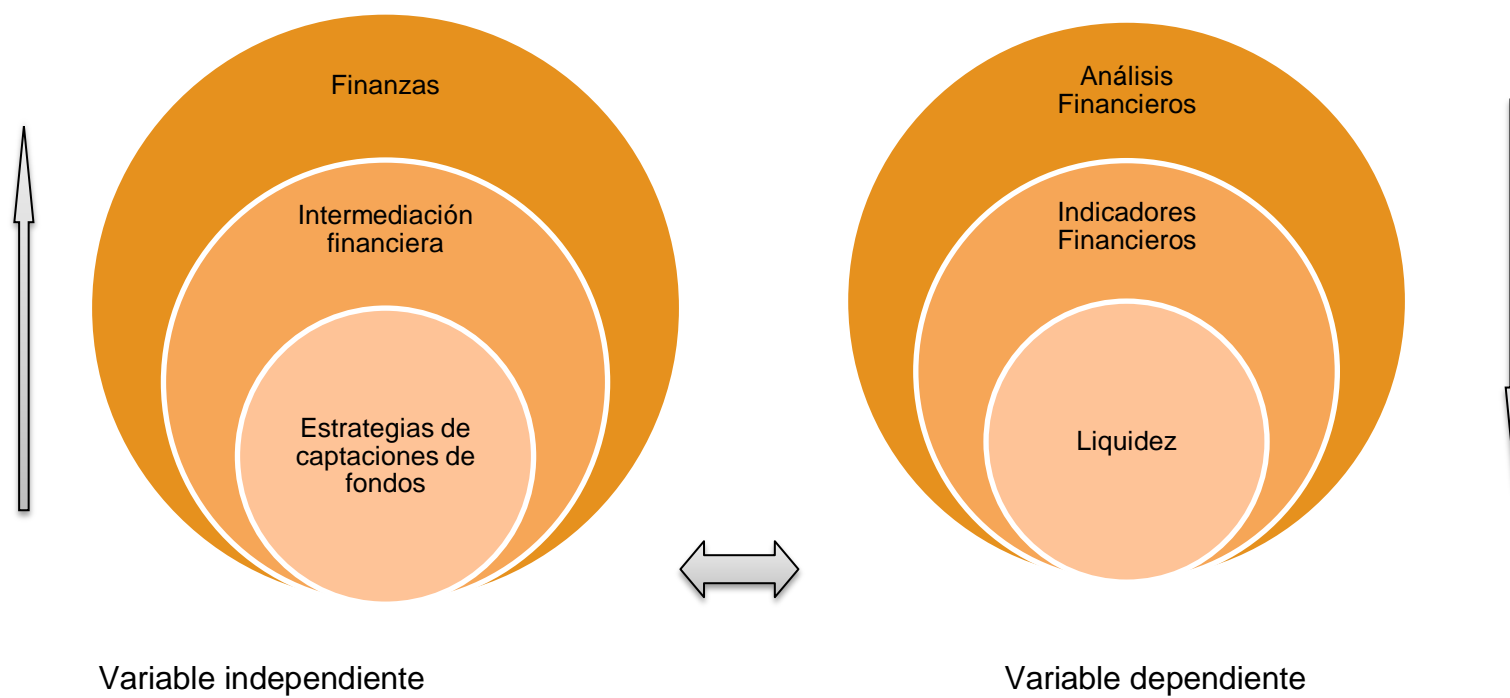 Finanzas
Intermediación
financiera
Estrategias de
captaciones de
fondos
Análisis
Financieros
Indicadores
Financieros
Liquidez
Variable independiente
Variable dependiente